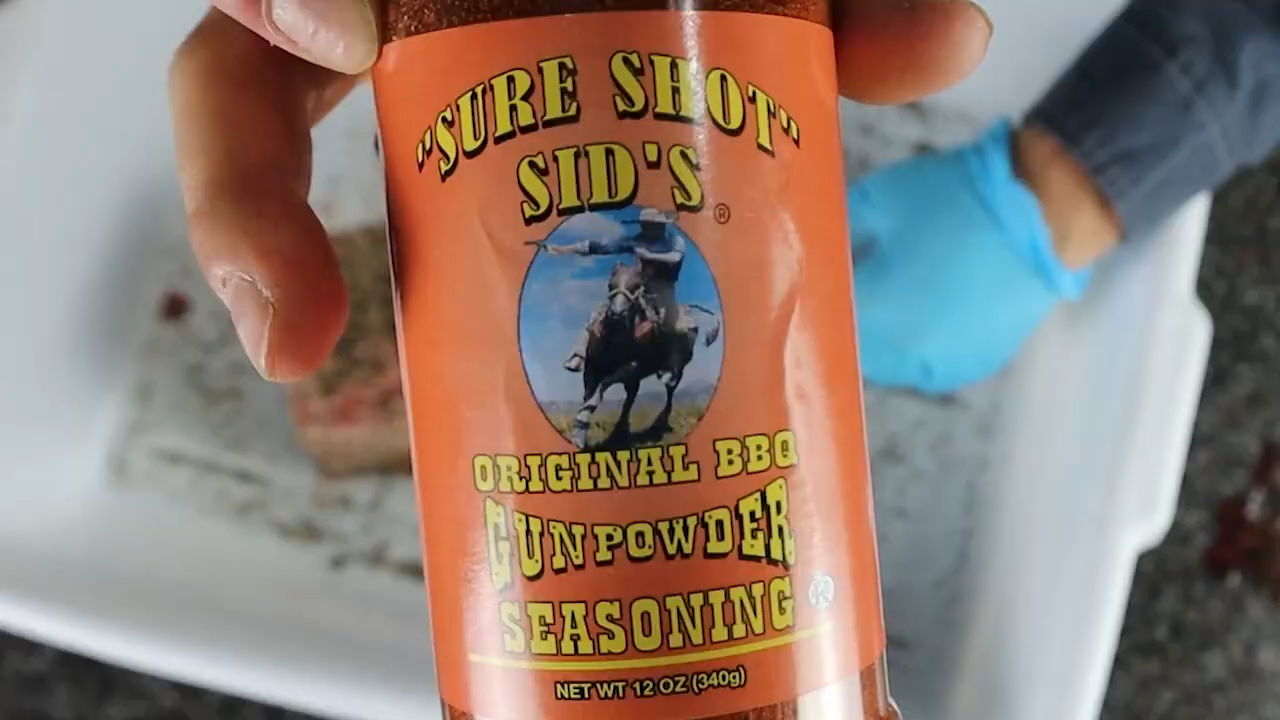 "SURE SHOT"
SID'S®
ORIGINAL BBQ
GUNPOWDER
SEASONING
NET WT 12 OZ (340g)